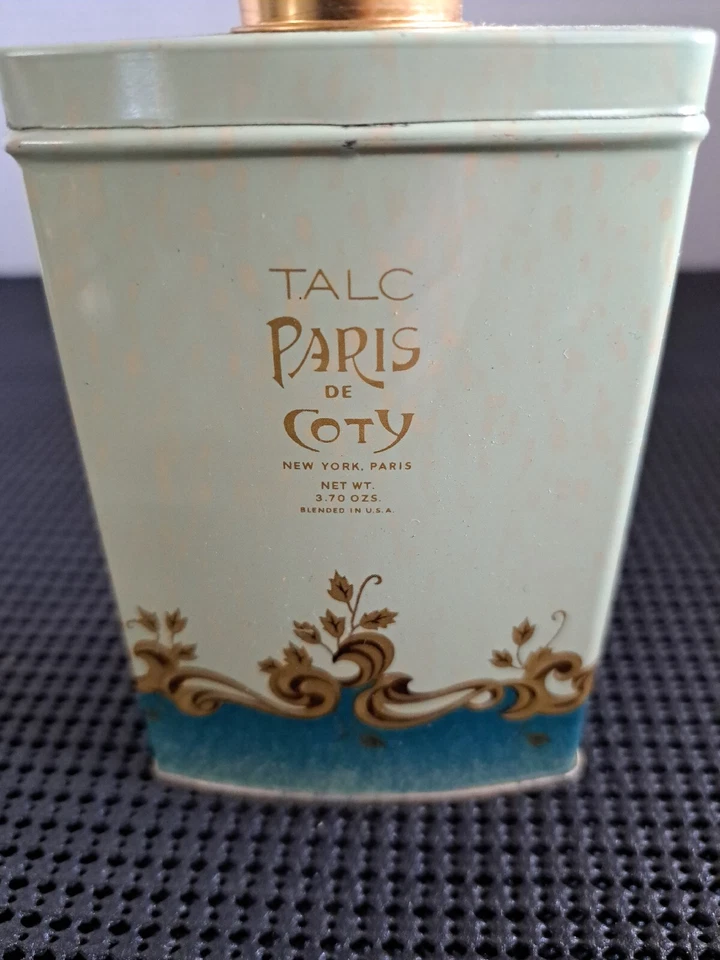 TALC
PARIS
DE
COTY
NEW YORK, PARIS
NET WT.
3.70 OZS.
BLENDED IN U.S.A.